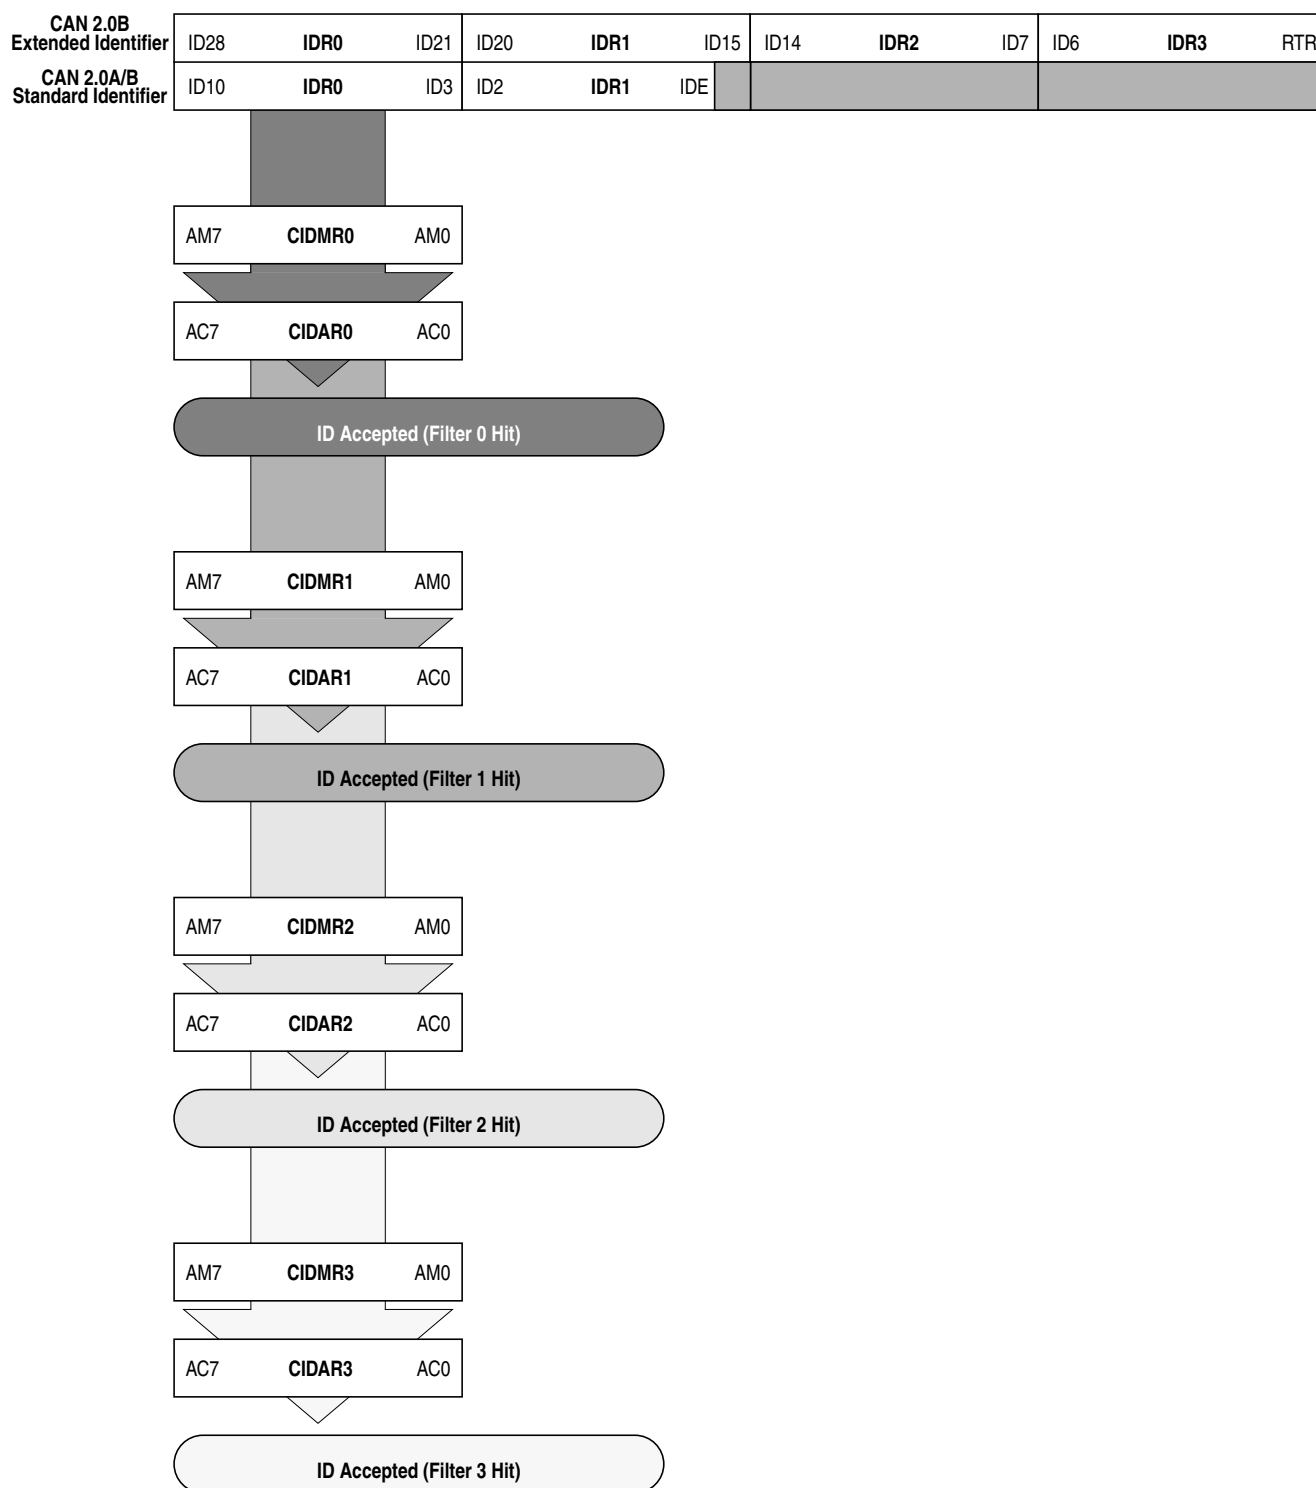 CAN 2.0B
Extended Identifier ID28 IDR0 ID21 ID20 IDR1 ID15 ID14 IDR2 ID7 ID6 IDR3 RTR
CAN 2.0A/B
Standard Identifier ID10 IDR0 ID3 ID2 IDR1 IDE
AM7 CIDMR0 AM0
AC7 CIDAR0 AC0
ID Accepted (Filter 0 Hit)
AM7 CIDMR1 AM0
AC7 CIDAR1 AC0
ID Accepted (Filter 1 Hit)
AM7 CIDMR2 AM0
AC7 CIDAR2 AC0
ID Accepted (Filter 2 Hit)
AM7 CIDMR3 AM0
AC7 CIDAR3 AC0
ID Accepted (Filter 3 Hit)